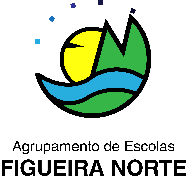 Agrupamento de Escolas
FIGUEIRA NORTE